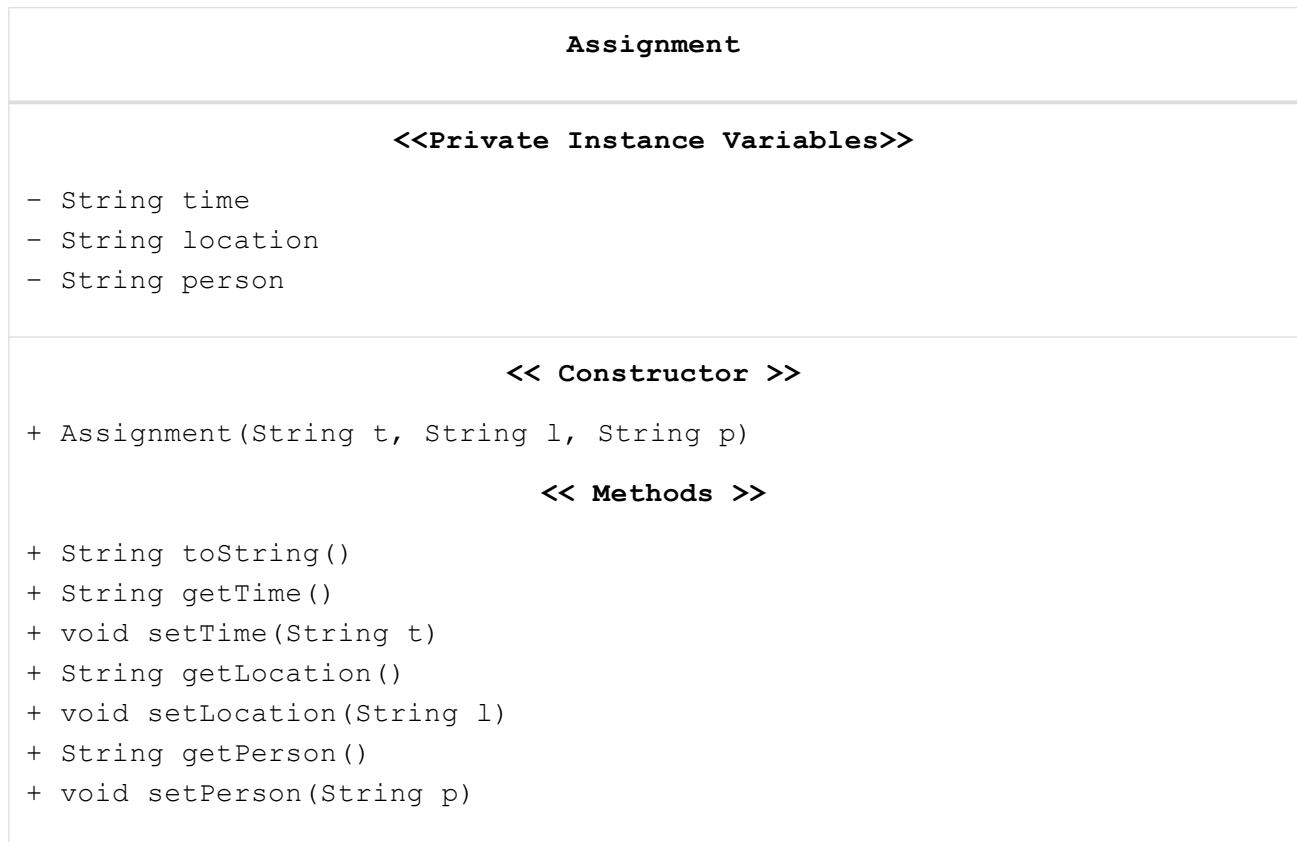 Assignment
<<Private Instance Variables>>
- String time
- String location
- String person
<< Constructor >>
+ Assignment(String t, String l, String p)
<< Methods >>
+ String toString()
+ String getTime()
+ void setTime(String t)
+ String getLocation()
+ void setLocation(String l)
+ String getPerson()
+ void setPerson(String p)